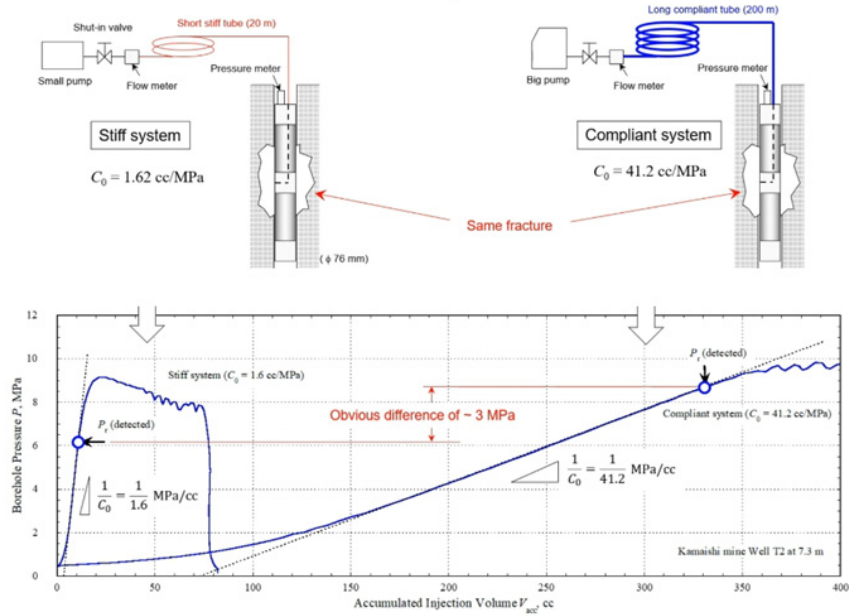 Shut-in valve
Short stiff tube (20 m)
Small pump
Flow meter
Pressure meter
Stiff system
C₀ = 1.62 cc/MPa
(ϕ 76 mm)
Long compliant tube (200 m)
Big pump
Flow meter
Pressure meter
Compliant system
C₀ = 41.2 cc/MPa
Same fracture
Borehole Pressure P, MPa
12
10
8
6
4
2
0
Stiff system (C₀ = 1.6 cc/MPa)
Pᵣ (detected)
1/C₀ = 1/1.6 MPa/cc
Obvious difference of ~ 3 MPa
Pᵣ (detected)
Compliant system (C₀ = 41.2 cc/MPa)
1/C₀ = 1/41.2 MPa/cc
Kamaishi mine Well T2 at 7.3 m
0 50 100 150 200 250 300 350 400
Accumulated Injection Volume Vacc, cc